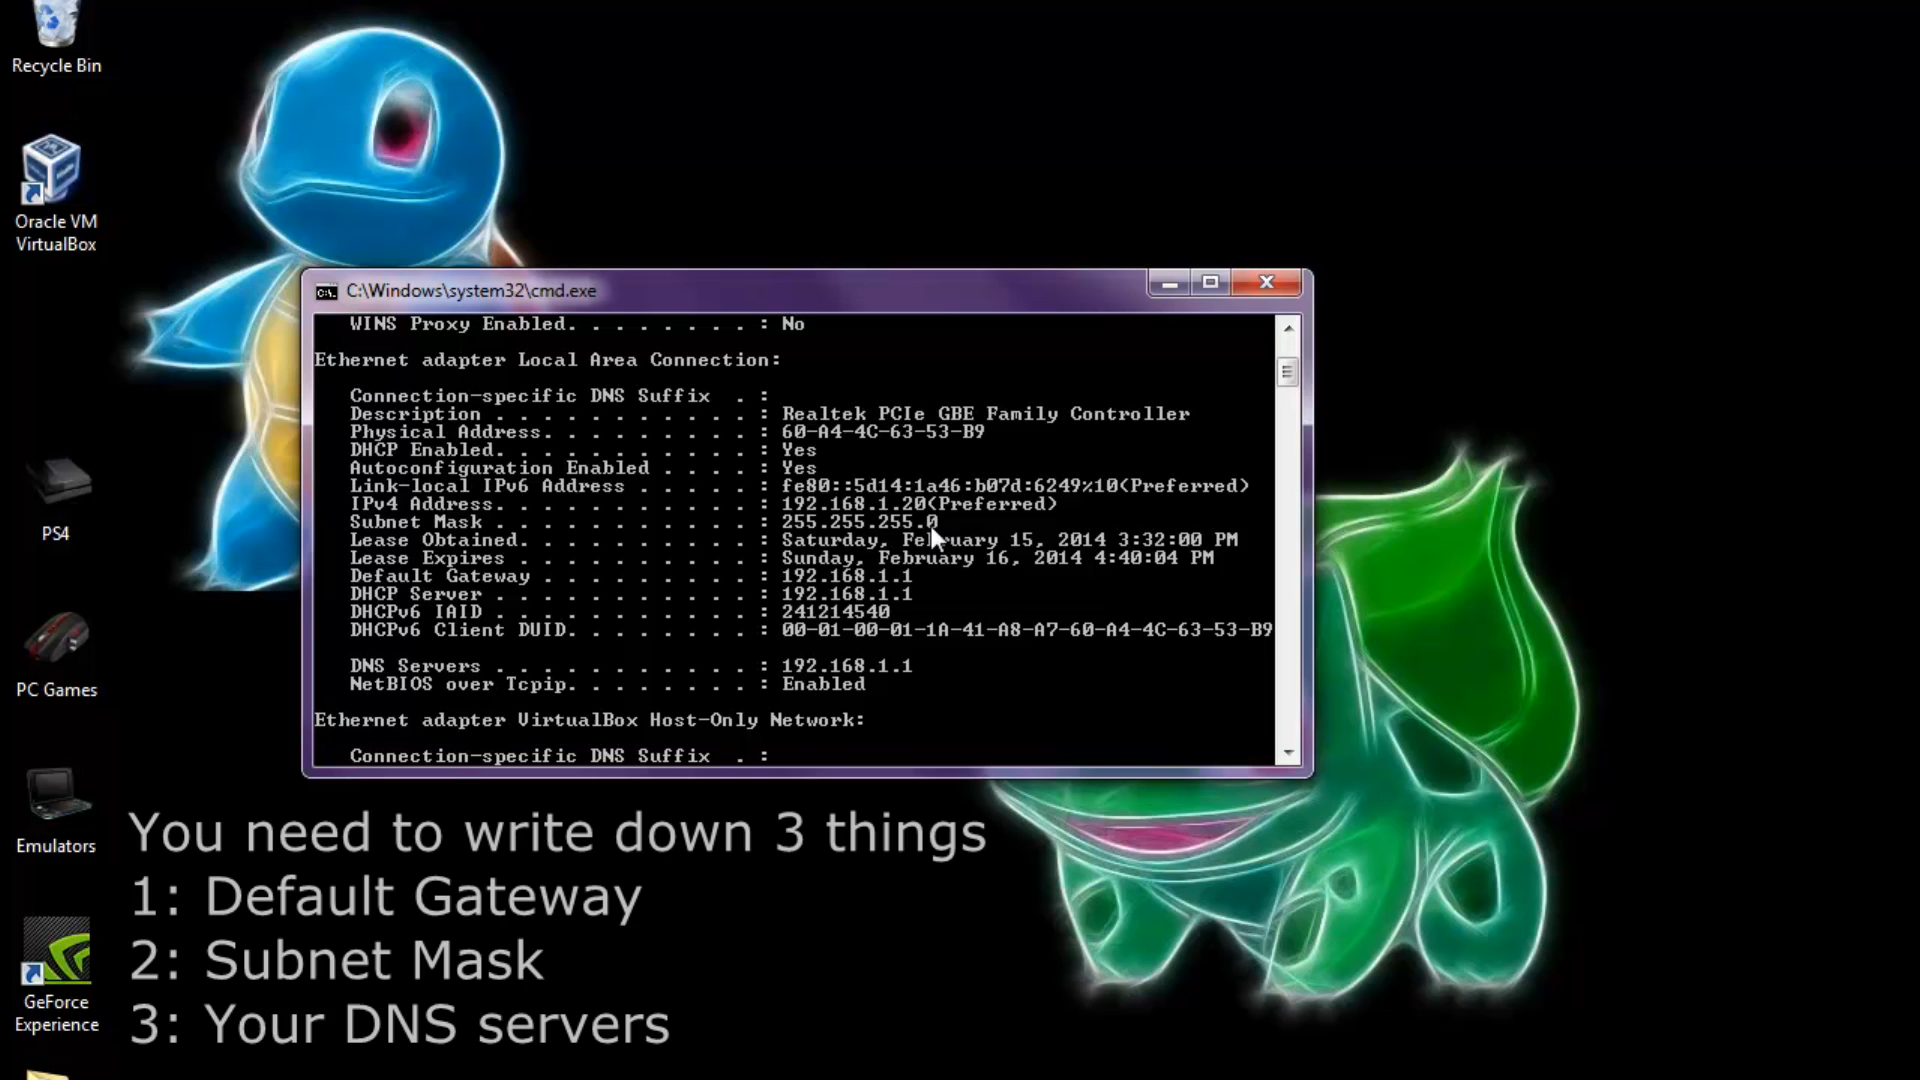 Recycle Bin
Oracle VM
VirtualBox
PS4
PC Games
Emulators
GeForce
Experience
C:\Windows\system32\cmd.exe
WINS Proxy Enabled. . . . . . . . : No
Ethernet adapter Local Area Connection:
Connection-specific DNS Suffix  . :
Description . . . . . . . . . . . : Realtek PCIe GBE Family Controller
Physical Address. . . . . . . . . : 60-A4-4C-63-53-B9
DHCP Enabled. . . . . . . . . . . : Yes
Autoconfiguration Enabled . . . . : Yes
Link-local IPv6 Address . . . . . : fe80::5d14:1a46:b07d:6249%10(Preferred)
IPv4 Address. . . . . . . . . . . : 192.168.1.20(Preferred)
Subnet Mask . . . . . . . . . . . : 255.255.255.0
Lease Obtained. . . . . . . . . . : Saturday, February 15, 2014 3:32:00 PM
Lease Expires . . . . . . . . . . : Sunday, February 16, 2014 4:40:04 PM
Default Gateway . . . . . . . . . : 192.168.1.1
DHCP Server . . . . . . . . . . . : 192.168.1.1
DHCPv6 IAID . . . . . . . . . . . : 241214540
DHCPv6 Client DUID. . . . . . . . : 00-01-00-01-1A-41-A8-A7-60-A4-4C-63-53-B9
DNS Servers . . . . . . . . . . . : 192.168.1.1
NetBIOS over Tcpip. . . . . . . . : Enabled
Ethernet adapter VirtualBox Host-Only Network:
Connection-specific DNS Suffix  . :
You need to write down 3 things
1: Default Gateway
2: Subnet Mask
3: Your DNS servers